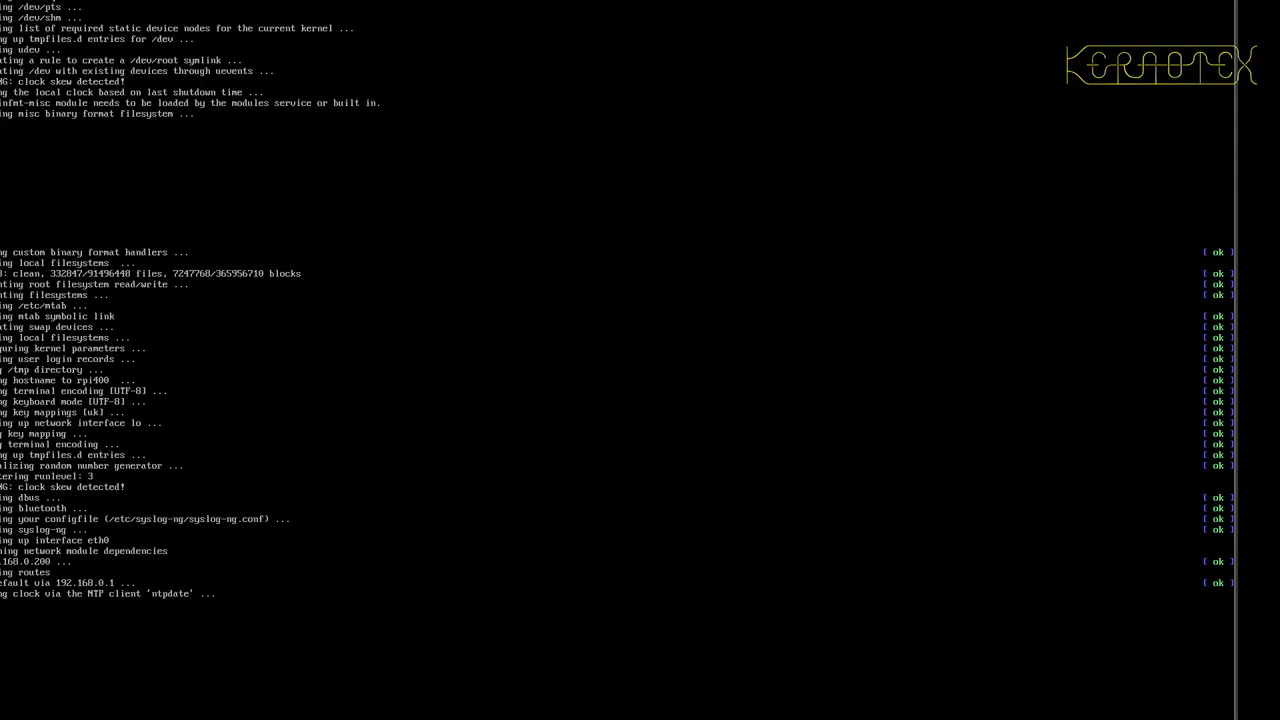 ing /dev/pts ...
ing /dev/shm ...
ing list of required static device nodes for the current kernel ...
ng up tmpfiles.d entries for /dev ...
ing udev ...
ating a rule to create a /dev/root symlink ...
ating /dev with existing devices through uevents ...
NG: clock skew detected!
ng the local clock based on last shutdown time ...
infmt-misc module needs to be loaded by the modules service or built in.
ing misc binary format filesystem ...
KERAOTEX
ng custom binary format handlers ... [ ok ]
ing local filesystems ...
3: clean, 332847/91496448 files, 7247768/365956710 blocks [ ok ]
nting root filesystem read/write ... [ ok ]
nting filesystems ... [ ok ]
ing /etc/mtab ...
ing mtab symbolic link [ ok ]
ating swap devices ... [ ok ]
ing local filesystems ... [ ok ]
guring kernel parameters ... [ ok ]
ing user login records ... [ ok ]
g /tmp directory ... [ ok ]
ng hostname to rpi400 ... [ ok ]
ng terminal encoding [UTF-8] ... [ ok ]
ng keyboard mode [UTF-8] ... [ ok ]
ng key mappings [uk] ... [ ok ]
ing up network interface lo ... [ ok ]
g key mapping ... [ ok ]
g terminal encoding ... [ ok ]
ng up tmpfiles.d entries ... [ ok ]
alizing random number generator ... [ ok ]
tering runlevel: 3
NG: clock skew detected!
ing dbus ... [ ok ]
ing bluetooth ... [ ok ]
ing your configfile (/etc/syslog-ng/syslog-ng.conf) ... [ ok ]
ing syslog-ng ... [ ok ]
ing up interface eth0
ning network module dependencies
.168.0.200 ... [ ok ]
ing routes
efault via 192.168.0.1 ... [ ok ]
ng clock via the NTP client 'ntpdate' ...